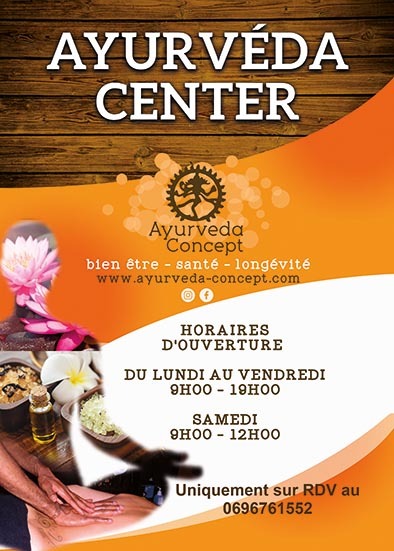 AYURVÉDA
CENTER
Ayurveda
Concept
bien être - santé - longévité
www.ayurveda-concept.com
HORAIRES
D'OUVERTURE
DU LUNDI AU VENDREDI
9H00 - 19H00
SAMEDI
9H00 - 12H00
Uniquement sur RDV au
0696761552